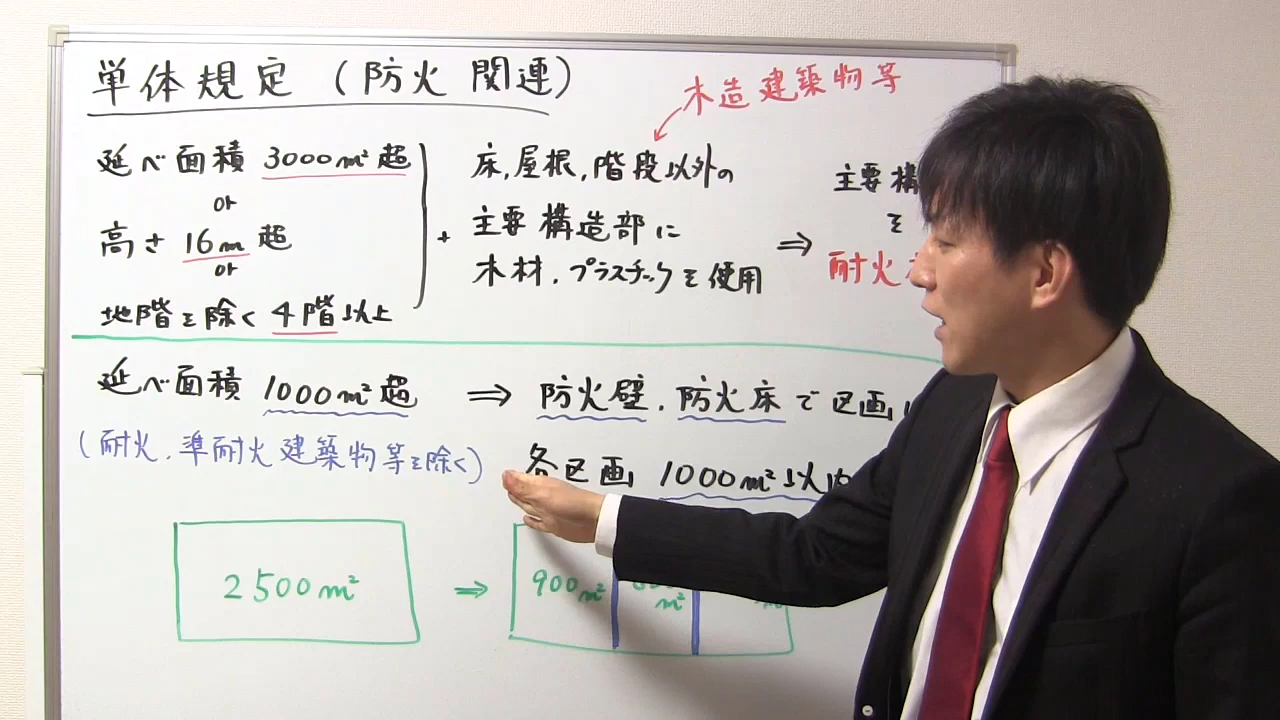 単体規定（防火関連）
木造建築物等
延べ面積 3000㎡超
or
高さ 16m超
or
地階を除く4階以上
+
床,屋根,階段以外の
主要構造部に
木材.プラスチックを使用
⇒
主要構
を
耐火
延べ面積 1000㎡超 ⇒ 防火壁.防火床で区画
(耐火.準耐火建築物等を除く)
各区画 1000㎡以内
2500㎡
⇒
900㎡
㎡